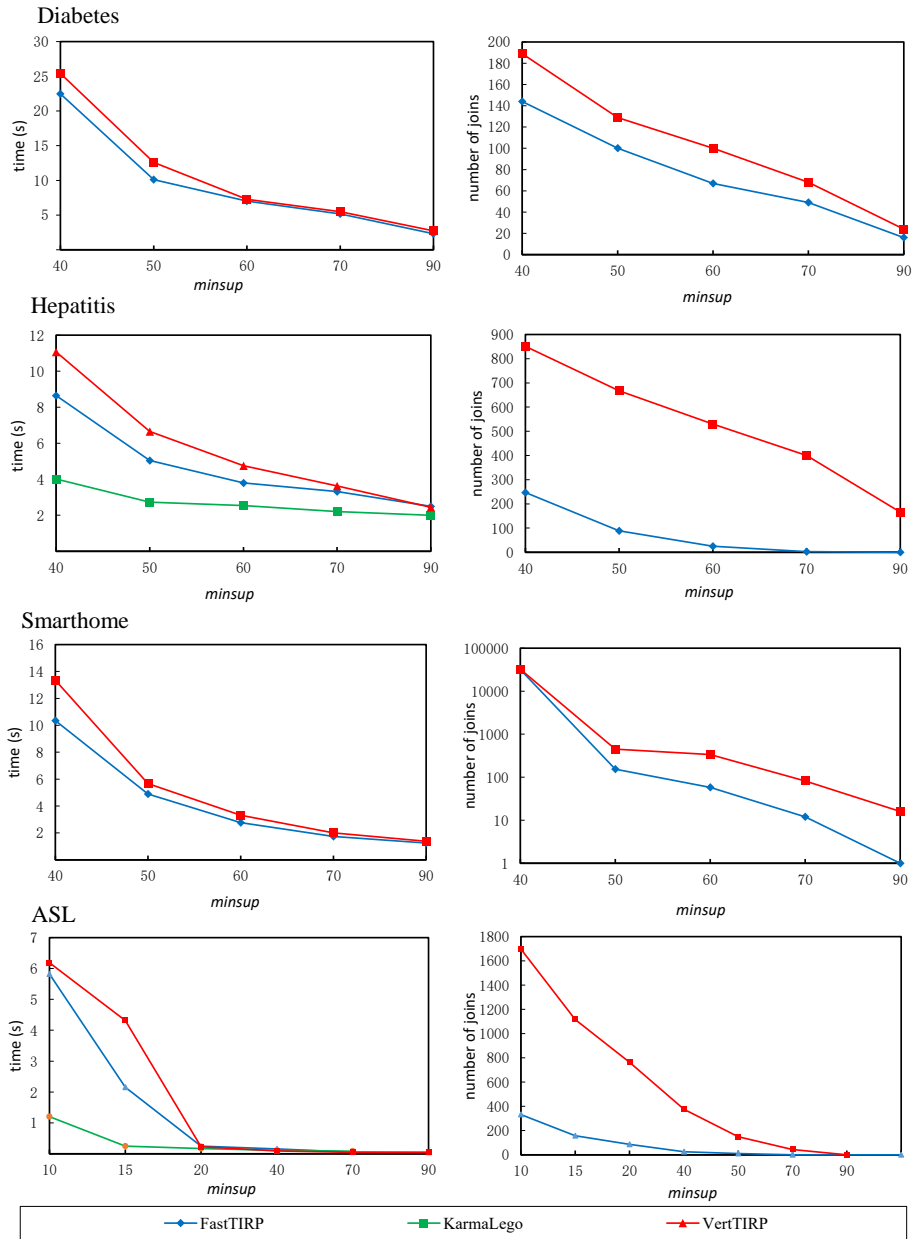 Diabetes
30
25
20
15
10
5
time (s)
40 50 60 70 90
minsup
200
180
160
140
120
100
80
60
40
20
0
number of joins
40 50 60 70 90
minsup
Hepatitis
12
10
8
6
4
2
time (s)
40 50 60 70 90
minsup
900
800
700
600
500
400
300
200
100
0
number of joins
40 50 60 70 90
minsup
Smarthome
16
14
12
10
8
6
4
2
time (s)
40 50 60 70 90
minsup
100000
10000
1000
100
10
1
number of joins
40 50 60 70 90
minsup
ASL
7
6
5
4
3
2
1
time (s)
10 15 20 40 70 90
minsup
1800
1600
1400
1200
1000
800
600
400
200
0
number of joins
10 15 20 40 50 70 90
minsup
FastTIRP KarmaLego VertTIRP